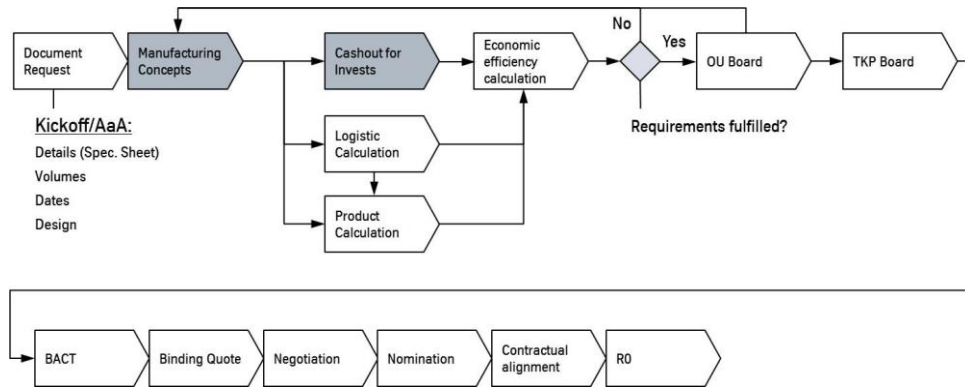 No
Yes
Document
Request
Manufacturing
Concepts
Cashout for
Invests
Economic
efficiency
calculation
OU Board
TKP Board
Kickoff/AaA:
Details (Spec. Sheet)
Volumes
Dates
Design
Logistic
Calculation
Requirements fulfilled?
Product
Calculation
BACT
Binding Quote
Negotiation
Nomination
Contractual
alignment
R0